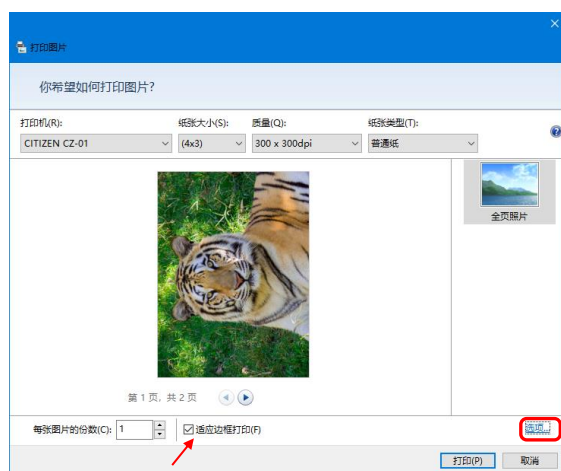 打印图片
你希望如何打印图片?
打印机(R): 纸张大小(S): 质量(Q): 纸张类型(T):
CITIZEN CZ-01 (4x3) 300 x 300dpi 普通纸
全页照片
第 1 页, 共 2 页
每张图片的份数(C): 1 适应边框打印(F) 选项...
打印(P) 取消